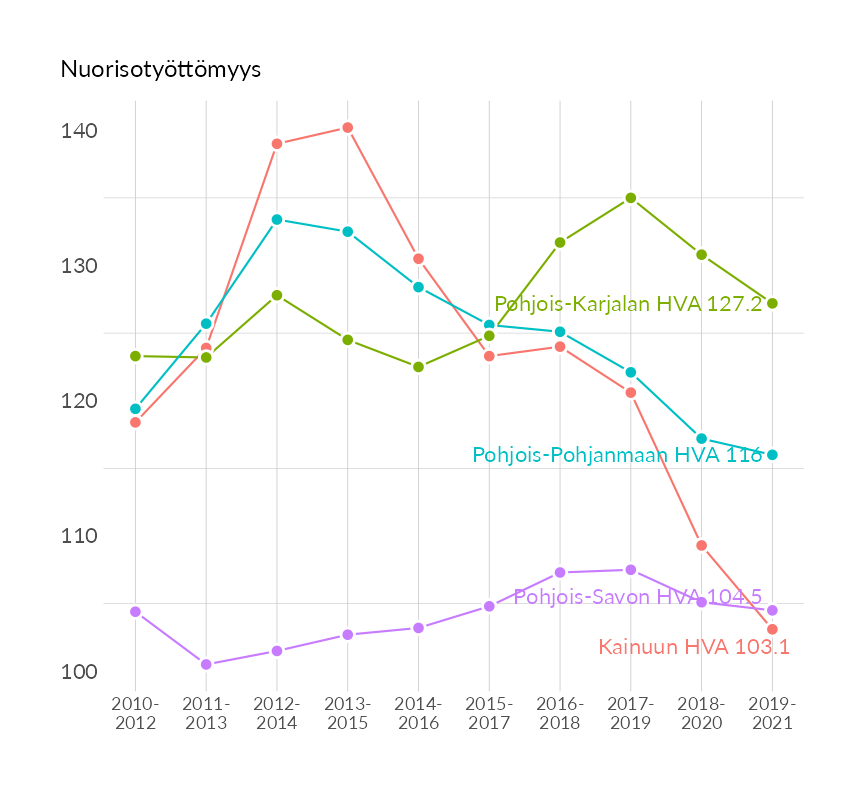 Nuorisotyöttömyys
140
130
Pohjois-Karjalan HVA 127.2
120
Pohjois-Pohjanmaan HVA 116
110
Pohjois-Savon HVA 104.5
Kainuun HVA 103.1
100
2010- 2011- 2012- 2013- 2014- 2015- 2016- 2017- 2018- 2019-
2012 2013 2014 2015 2016 2017 2018 2019 2020 2021